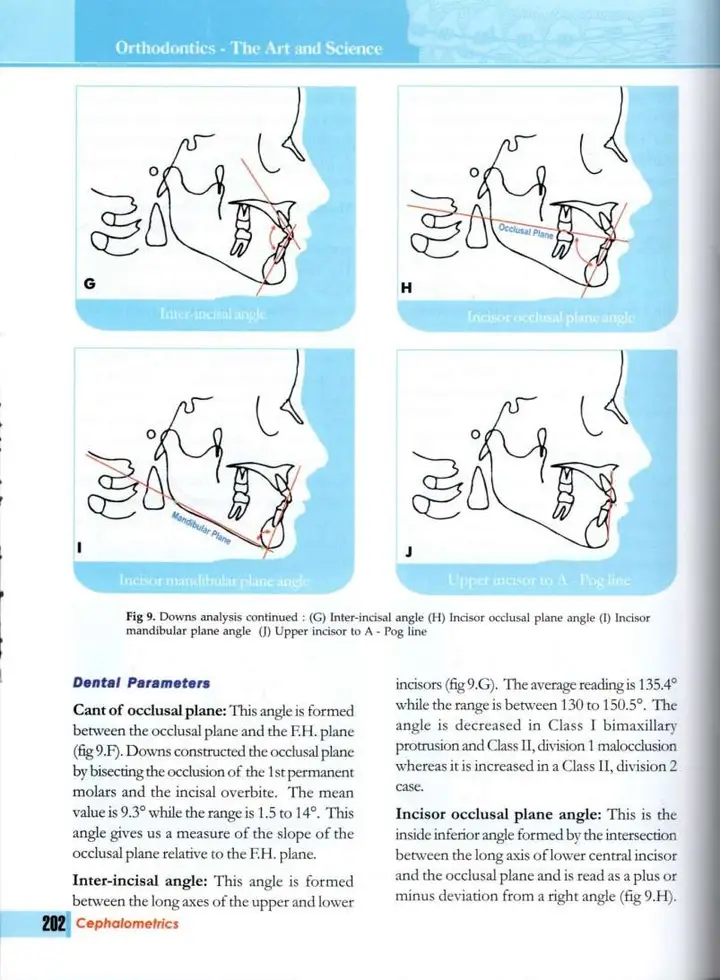 Orthodontics - The Art and Science
G
Inter-incisal angle
Occlusal Plane
H
Incisor occlusal plane angle
Mandibular Plane
I
Incisor mandibular plane angle
J
Upper incisor to A - Pog line
Fig 9. Downs analysis continued : (G) Inter-incisal angle (H) Incisor occlusal plane angle (I) Incisor
mandibular plane angle (J) Upper incisor to A - Pog line
Dental Parameters
Cant of occlusal plane: This angle is formed
between the occlusal plane and the F.H. plane
(fig 9.F). Downs constructed the occlusal plane
by bisecting the occlusion of the 1st permanent
molars and the incisal overbite. The mean
value is 9.3° while the range is 1.5 to 14°. This
angle gives us a measure of the slope of the
occlusal plane relative to the F.H. plane.
Inter-incisal angle: This angle is formed
between the long axes of the upper and lower
incisors (fig 9.G). The average reading is 135.4°
while the range is between 130 to 150.5°. The
angle is decreased in Class I bimaxillary
protrusion and Class II, division 1 malocclusion
whereas it is increased in a Class II, division 2
case.
Incisor occlusal plane angle: This is the
inside inferior angle formed by the intersection
between the long axis of lower central incisor
and the occlusal plane and is read as a plus or
minus deviation from a right angle (fig 9.H).
202 Cephalometrics